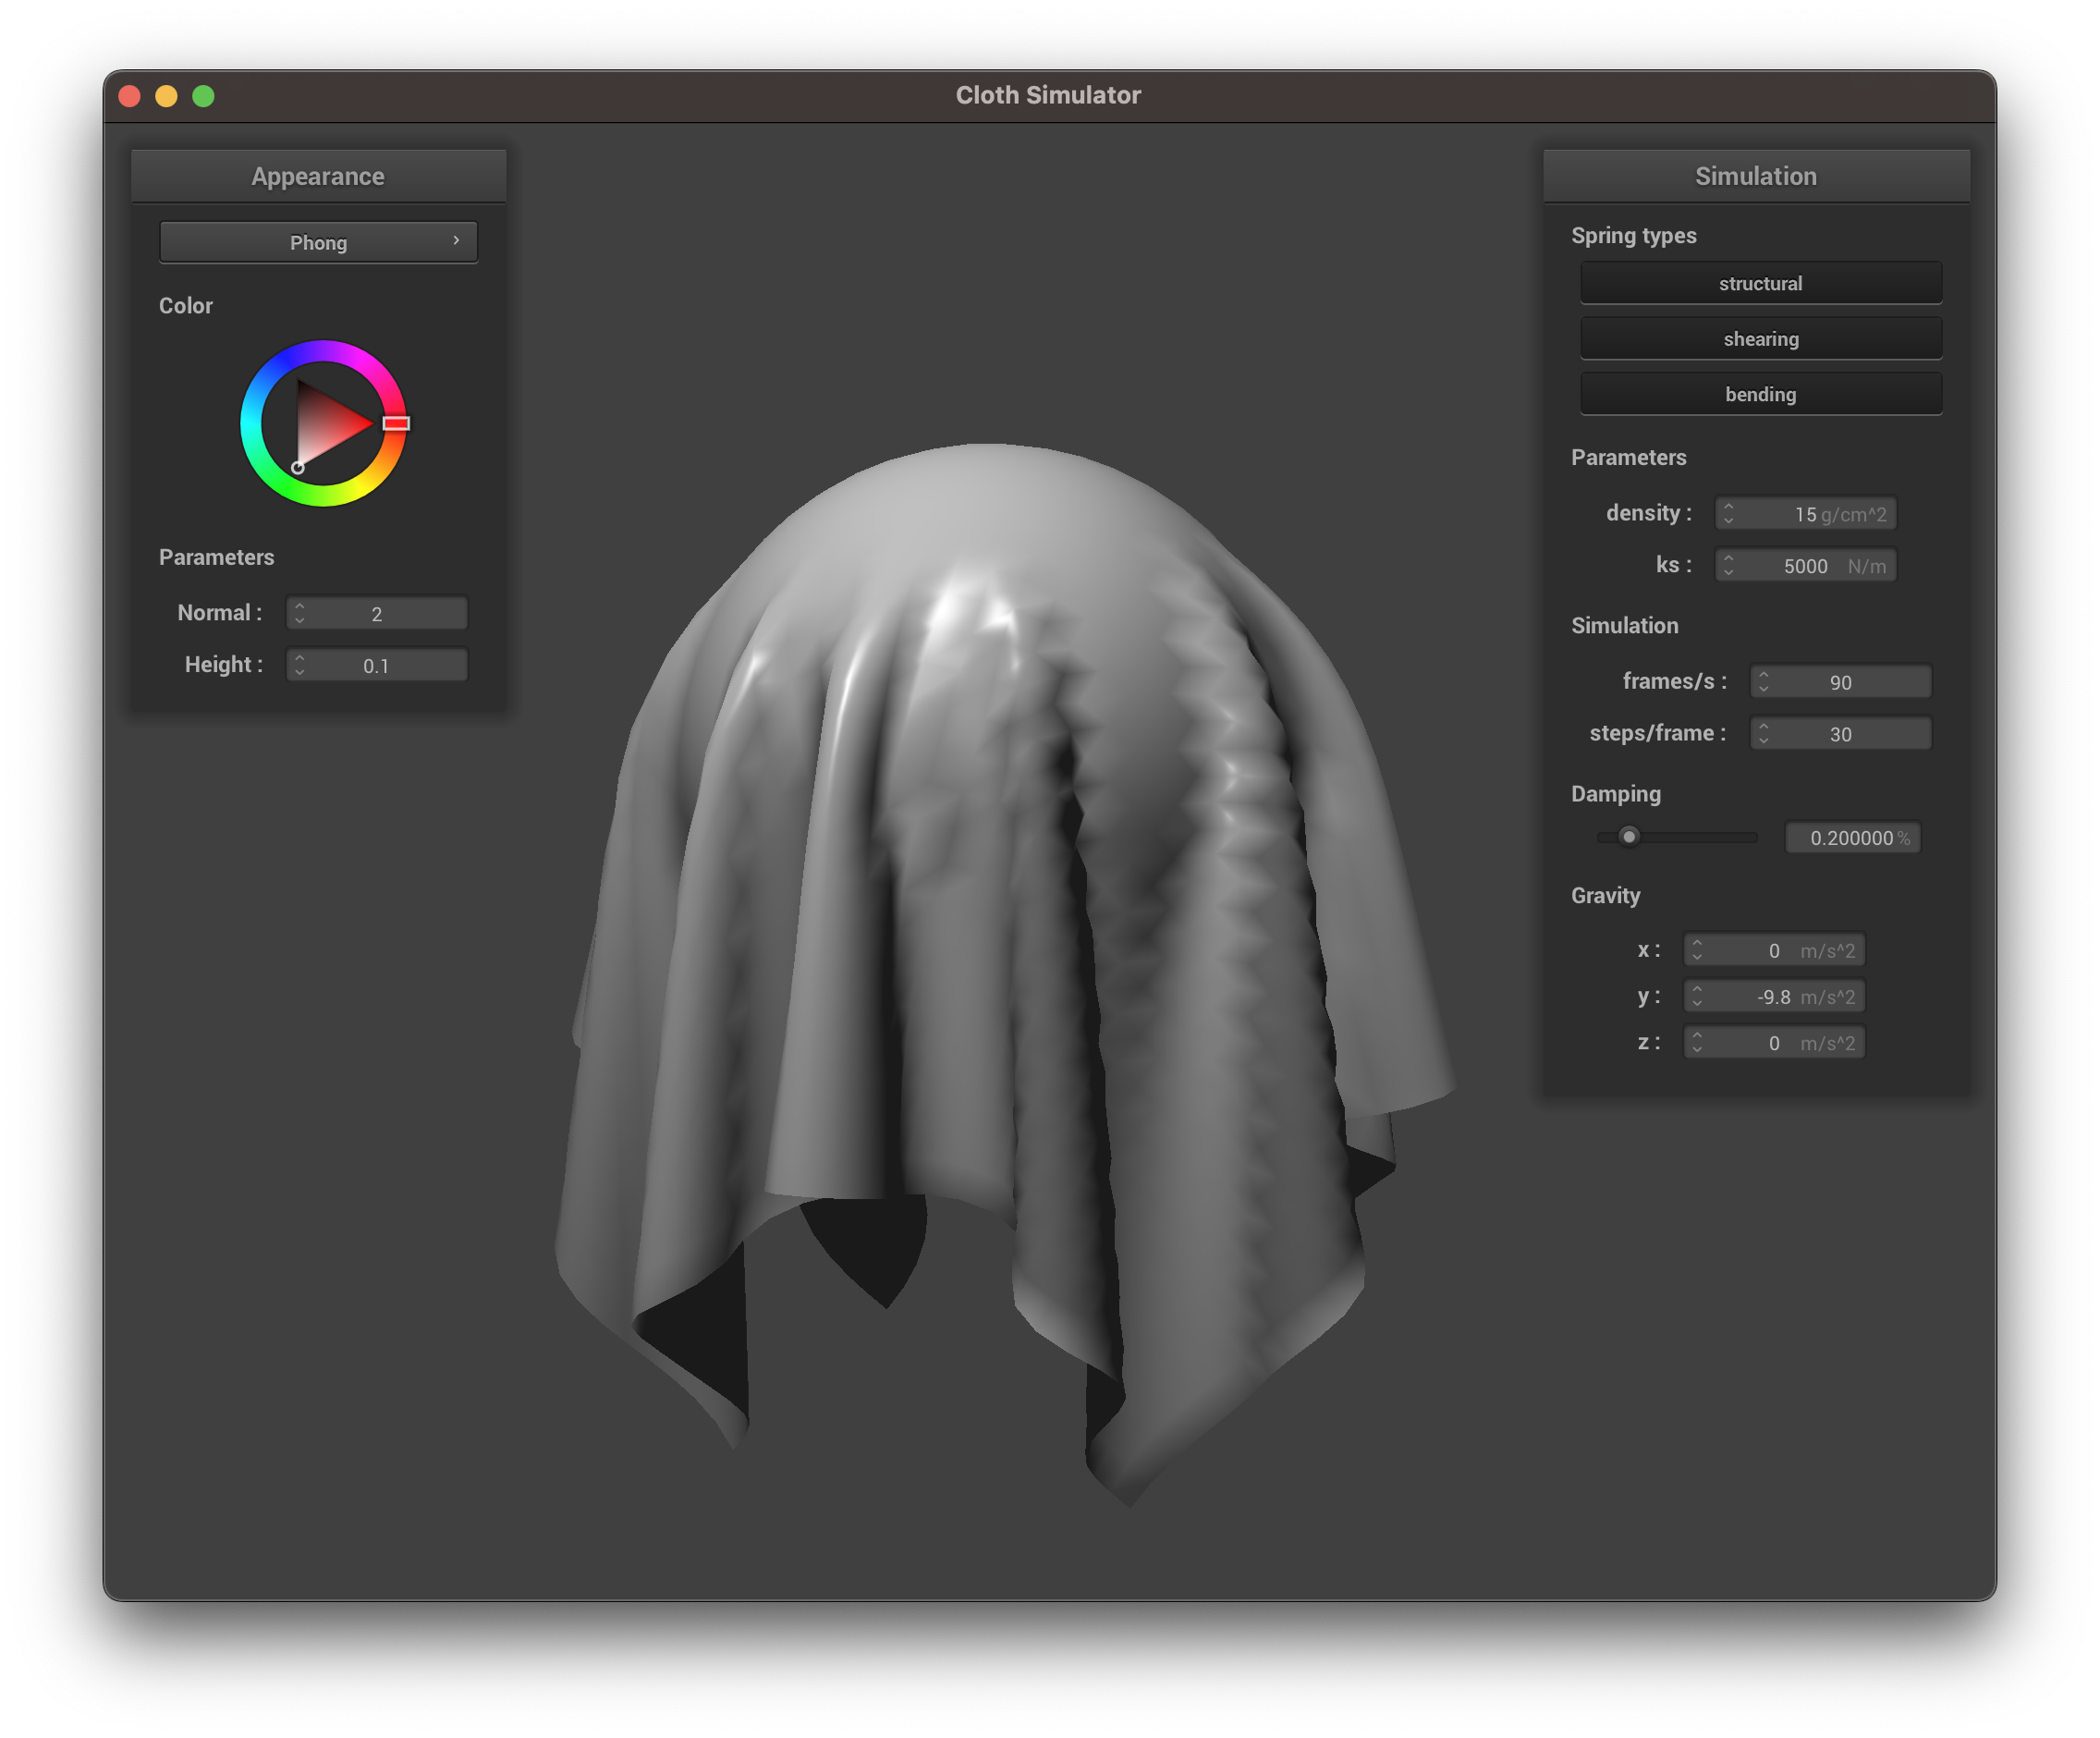 Cloth Simulator
Appearance
Phong
Color
Parameters
Normal : 2
Height : 0.1
Simulation
Spring types
structural
shearing
bending
Parameters
density : 15 g/cm^2
ks : 5000 N/m
Simulation
frames/s : 90
steps/frame : 30
Damping
0.200000 %
Gravity
x : 0 m/s^2
y : -9.8 m/s^2
z : 0 m/s^2